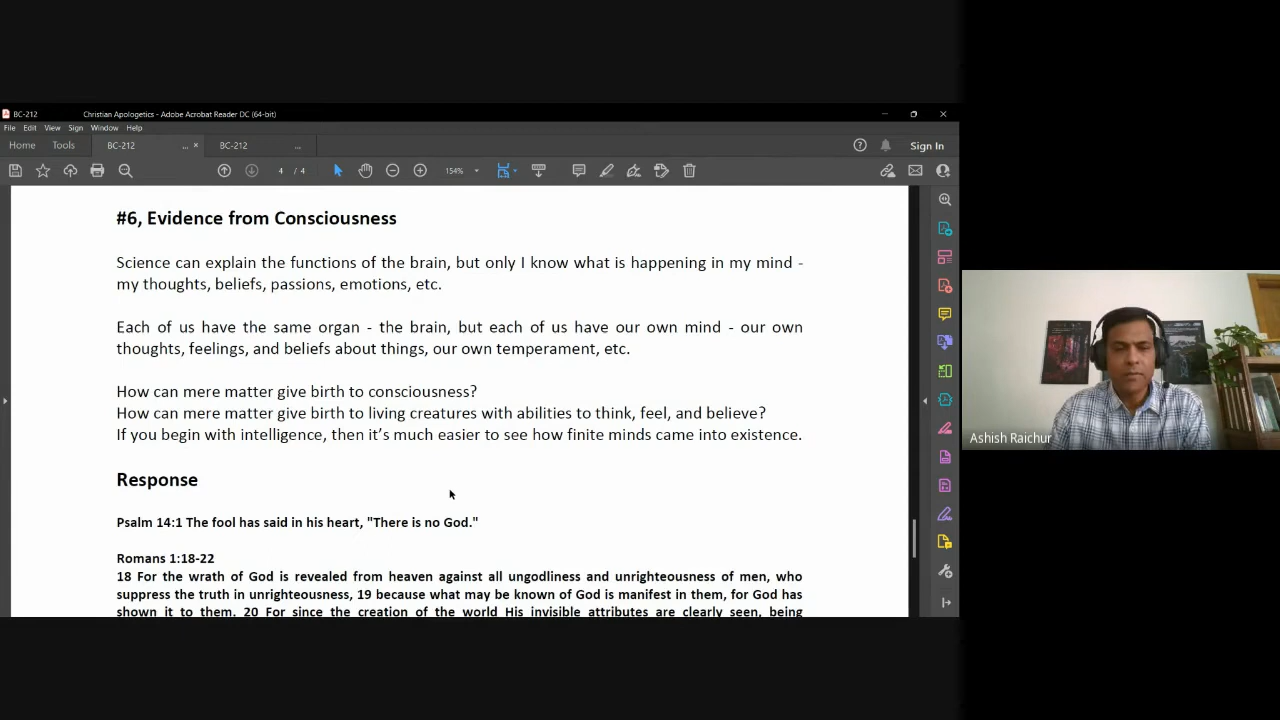 BC-212 Christian Apologetics - Adobe Acrobat Reader DC (64-bit)
File Edit View Sign Window Help
Home Tools BC-212 ... × BC-212 ... Sign In
4 / 4 154%
#6, Evidence from Consciousness
Science can explain the functions of the brain, but only I know what is happening in my mind -
my thoughts, beliefs, passions, emotions, etc.
Each of us have the same organ - the brain, but each of us have our own mind - our own
thoughts, feelings, and beliefs about things, our own temperament, etc.
How can mere matter give birth to consciousness?
How can mere matter give birth to living creatures with abilities to think, feel, and believe?
If you begin with intelligence, then it’s much easier to see how finite minds came into existence.
Response
Psalm 14:1 The fool has said in his heart, "There is no God."
Romans 1:18-22
18 For the wrath of God is revealed from heaven against all ungodliness and unrighteousness of men, who
suppress the truth in unrighteousness, 19 because what may be known of God is manifest in them, for God has
shown it to them. 20 For since the creation of the world His invisible attributes are clearly seen, being
Ashish Raichur